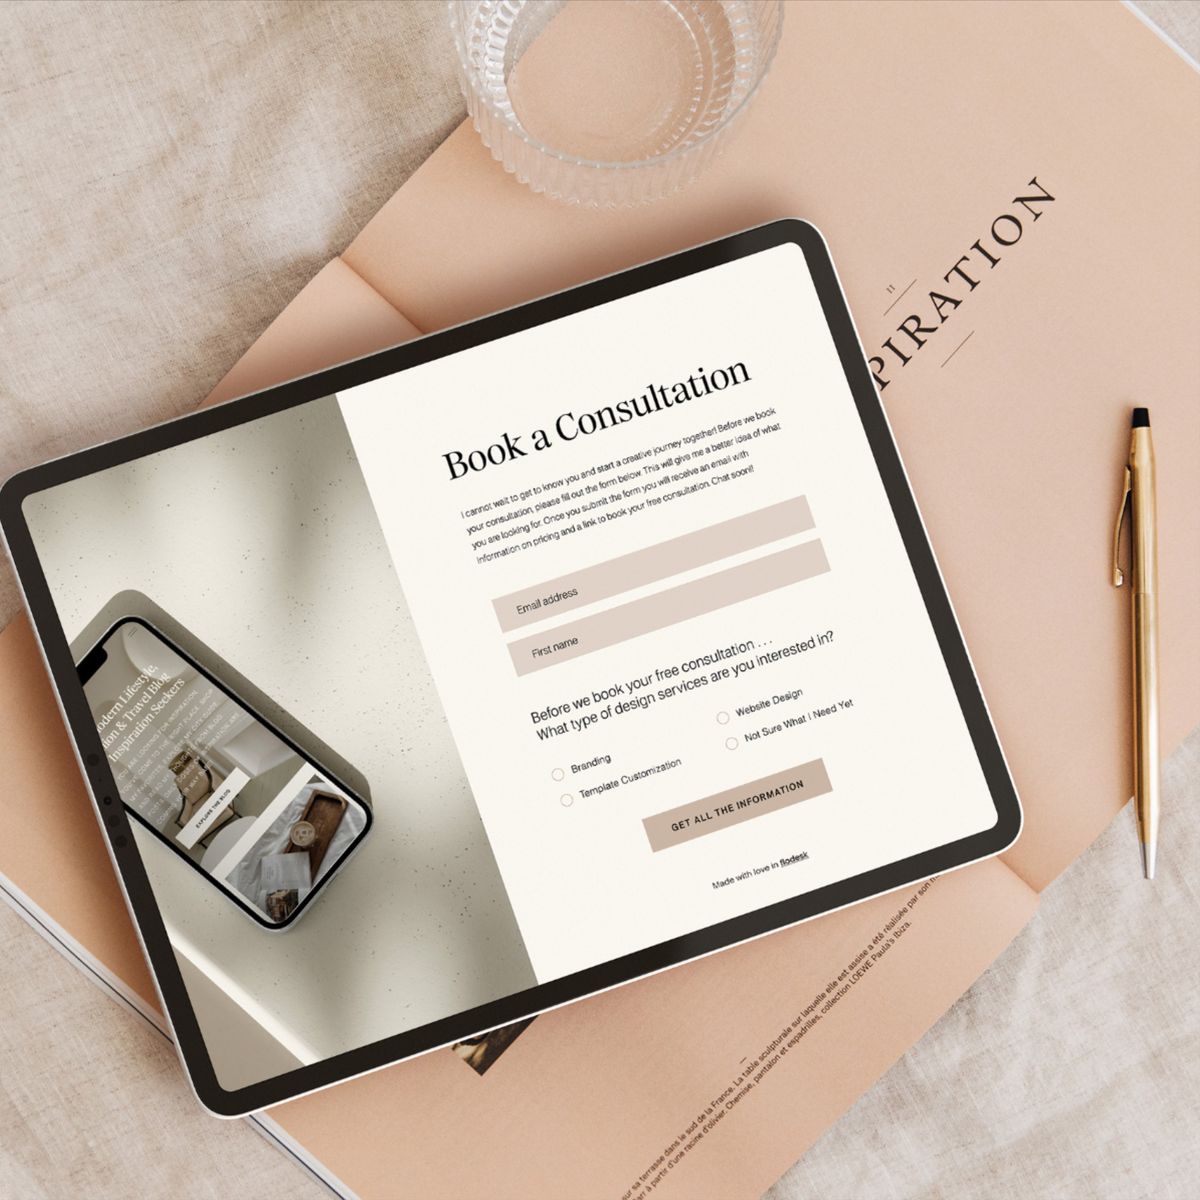 II
PIRATION
Book a Consultation
I cannot wait to get to know you and start a creative journey together! Before we book
your consultation, please fill out the form below. This will give me a better idea of what
you are looking for. Once you submit the form you will receive an email with
information on pricing and a link to book your free consultation. Chat soon!!
Email address
First name
Before we book your free consultation . . .
What type of design services are you interested in?
Branding
Website Design
Template Customization
Not Sure What I Need Yet
GET ALL THE INFORMATION
Made with love in flodesk
odern Lifestyle,
ion & Travel Blog
Inspiration Seekers
EXPLORE THE BLOG
sur sa terrasse dans le sud de la France. La table sculpturale sur laquelle elle est assise a été réalisée par son
à partir d'une racine d'olivier. Chemise, pantalon et espadrilles, collection LOEWE Paula's Ibiza.